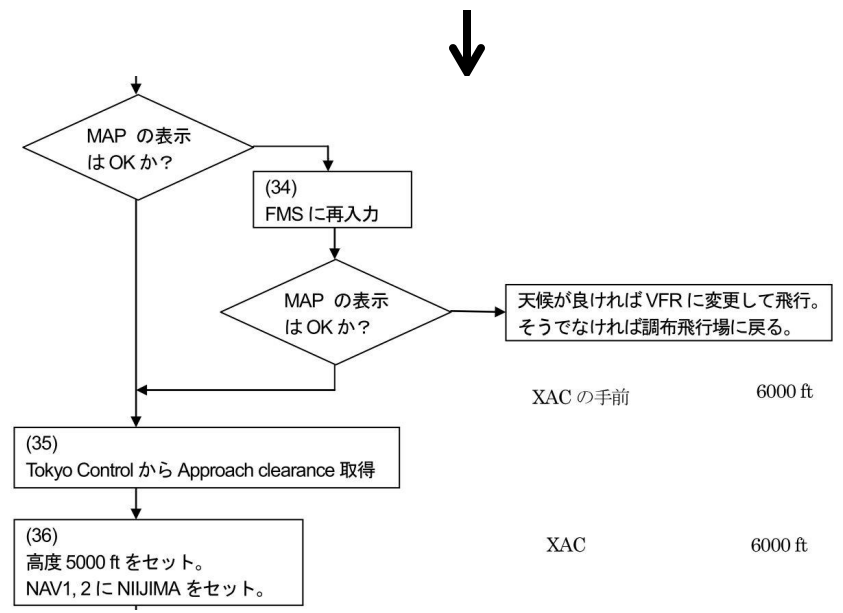 MAP の表示
は OK か？
(34)
FMS に再入力
MAP の表示
は OK か？
天候が良ければ VFR に変更して飛行。
そうでなければ調布飛行場に戻る。
XAC の手前
6000 ft
(35)
Tokyo Control から Approach clearance 取得
(36)
高度 5000 ft をセット。
NAV1, 2 に NIIJIMA をセット。
XAC
6000 ft